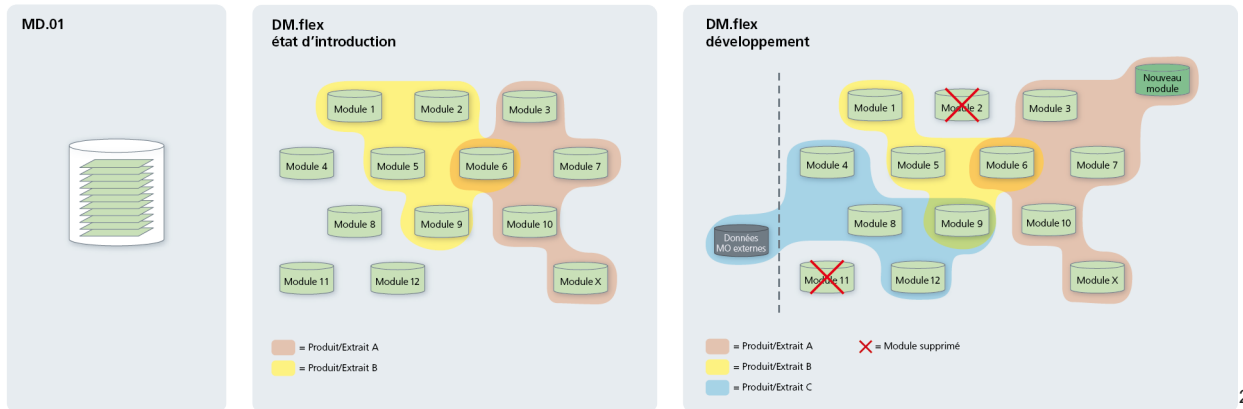 MD.01
DM.flex
état d'introduction
Module 1
Module 2
Module 3
Module 4
Module 5
Module 6
Module 7
Module 8
Module 9
Module 10
Module 11
Module 12
Module X
= Produit/Extrait A
= Produit/Extrait B
DM.flex
développement
Nouveau
module
Module 1
Module 2
Module 3
Module 4
Module 5
Module 6
Module 7
Données
MO externes
Module 8
Module 9
Module 10
Module 11
Module 12
Module X
= Produit/Extrait A
= Module supprimé
= Produit/Extrait B
= Produit/Extrait C